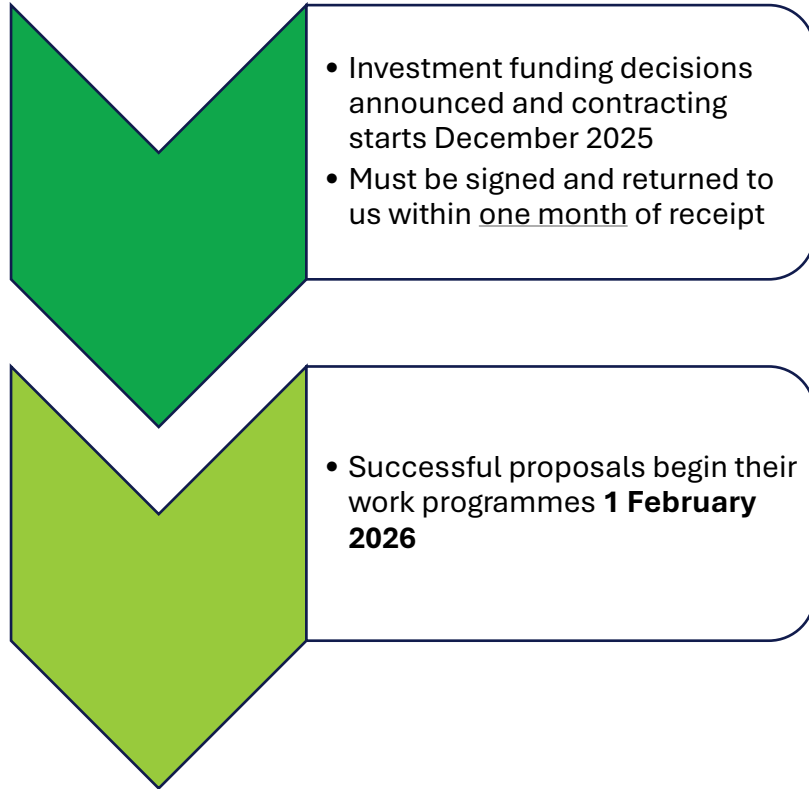 • Investment funding decisions
announced and contracting
starts December 2025
• Must be signed and returned to
us within one month of receipt
• Successful proposals begin their
work programmes 1 February
2026